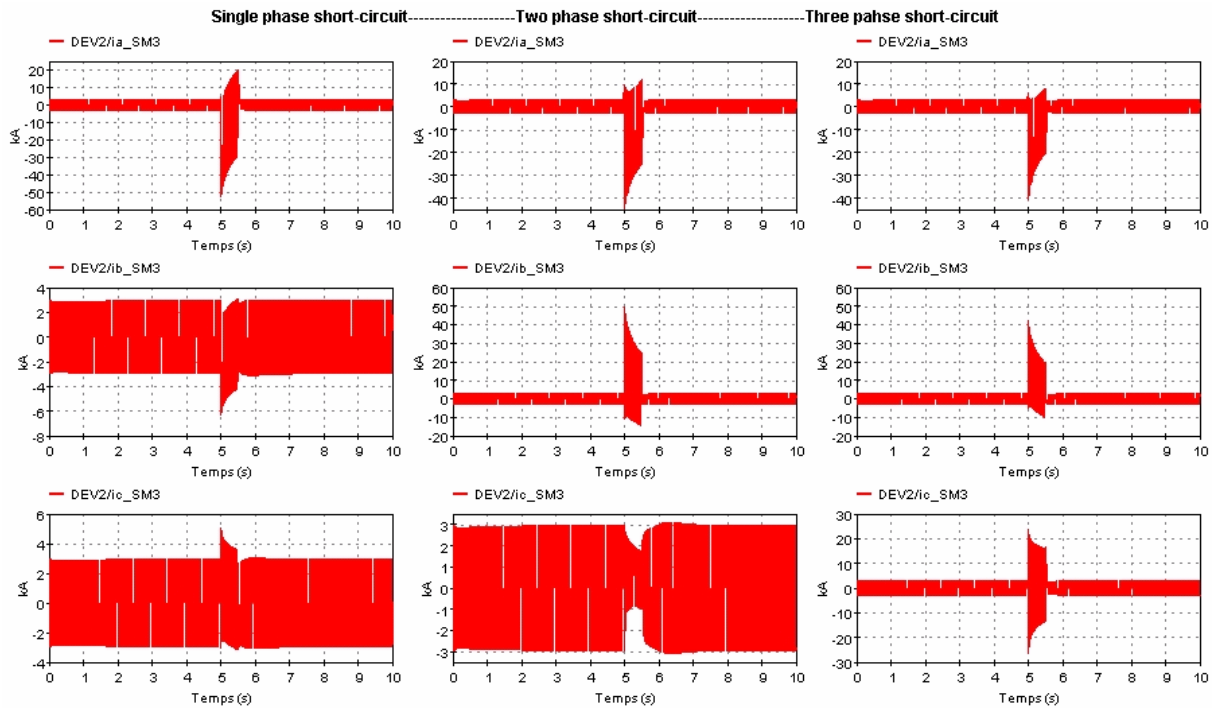 Single phase short-circuit----------------------Two phase short-circuit----------------------Three pahse short-circuit
DEV2/ia_SM3
20
10
0
-10
-20
-30
-40
-50
-60
kA
0 1 2 3 4 5 6 7 8 9 10
Temps (s)
DEV2/ia_SM3
20
10
0
-10
-20
-30
-40
kA
0 1 2 3 4 5 6 7 8 9 10
Temps (s)
DEV2/ia_SM3
20
10
0
-10
-20
-30
-40
kA
0 1 2 3 4 5 6 7 8 9 10
Temps (s)
DEV2/ib_SM3
4
2
0
-2
-4
-6
-8
kA
0 1 2 3 4 5 6 7 8 9 10
Temps (s)
DEV2/ib_SM3
60
50
40
30
20
10
0
-10
-20
kA
0 1 2 3 4 5 6 7 8 9 10
Temps (s)
DEV2/ib_SM3
60
50
40
30
20
10
0
-10
-20
kA
0 1 2 3 4 5 6 7 8 9 10
Temps (s)
DEV2/ic_SM3
6
4
2
0
-2
-4
kA
0 1 2 3 4 5 6 7 8 9 10
Temps (s)
DEV2/ic_SM3
3
2
1
0
-1
-2
-3
kA
0 1 2 3 4 5 6 7 8 9 10
Temps (s)
DEV2/ic_SM3
30
20
10
0
-10
-20
-30
kA
0 1 2 3 4 5 6 7 8 9 10
Temps (s)